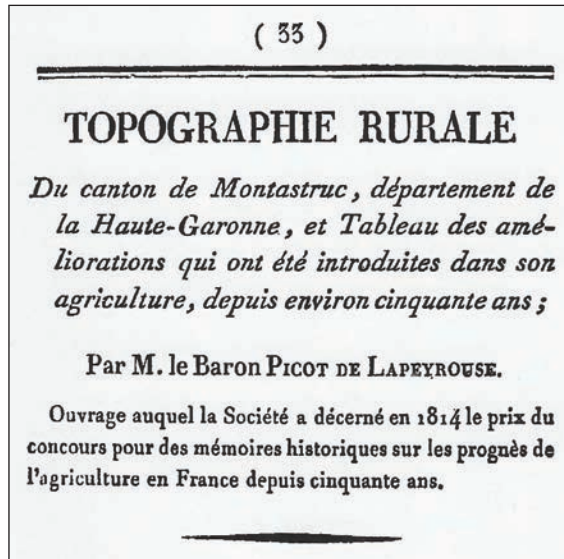 ( 33 )
TOPOGRAPHIE RURALE
Du canton de Montastruc, département de
la Haute-Garonne, et Tableau des amé-
liorations qui ont été introduites dans son
agriculture, depuis environ cinquante ans ;
Par M. le Baron PICOT DE LAPEYROUSE.
Ouvrage auquel la Société a décerné en 1814 le prix du
concours pour des mémoires historiques sur les prognès de
l'agriculture en France depuis cinquante ans.